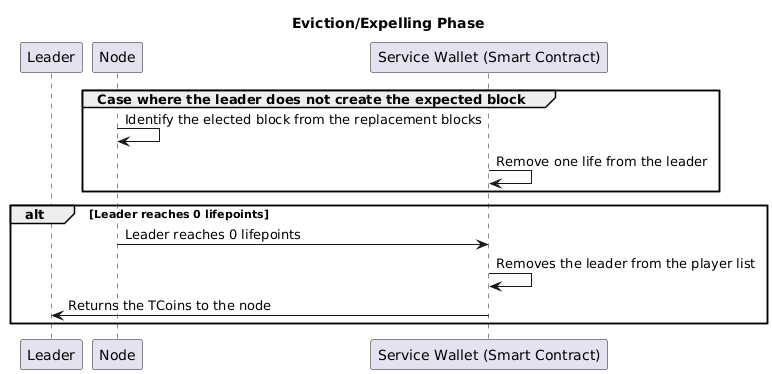 Eviction/Expelling Phase
Leader
Node
Service Wallet (Smart Contract)
Case where the leader does not create the expected block
Identify the elected block from the replacement blocks
Remove one life from the leader
alt [Leader reaches 0 lifepoints]
Leader reaches 0 lifepoints
Removes the leader from the player list
Returns the TCoins to the node
Leader
Node
Service Wallet (Smart Contract)